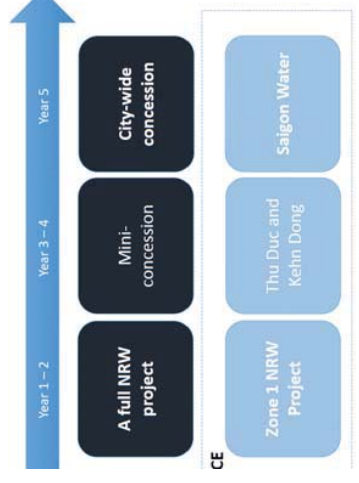 Year 1 – 2
Year 3 – 4
Year 5
A full NRW
project
Mini-
concession
City-wide
concession
CE
Zone 1 NRW
Project
Thu Duc and
Kehn Dong
Saigon Water